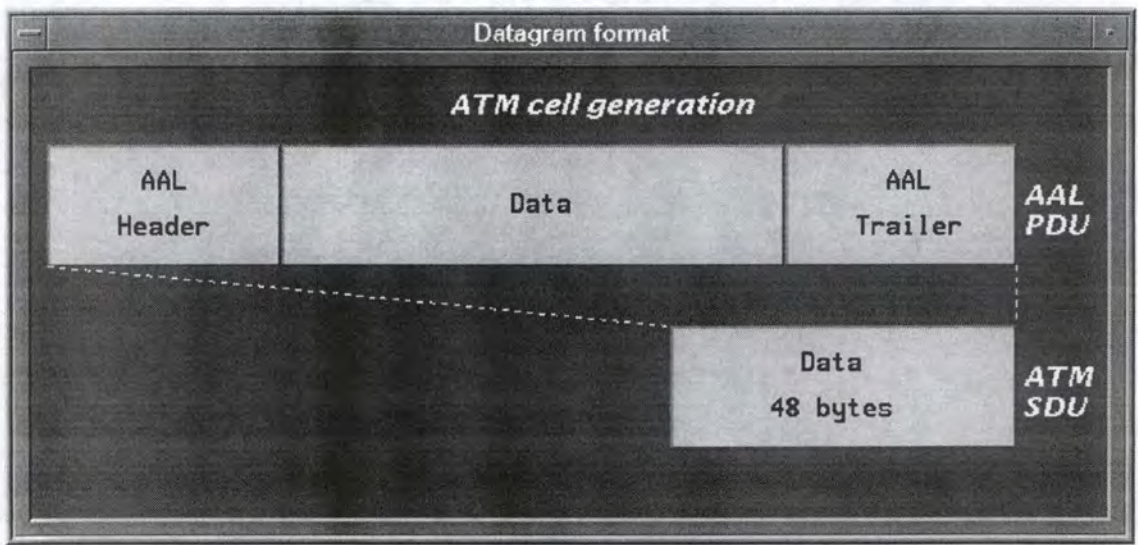 Datagram format
ATM cell generation
AAL
Header
Data
AAL
Trailer
AAL
PDU
Data
48 bytes
ATM
SDU